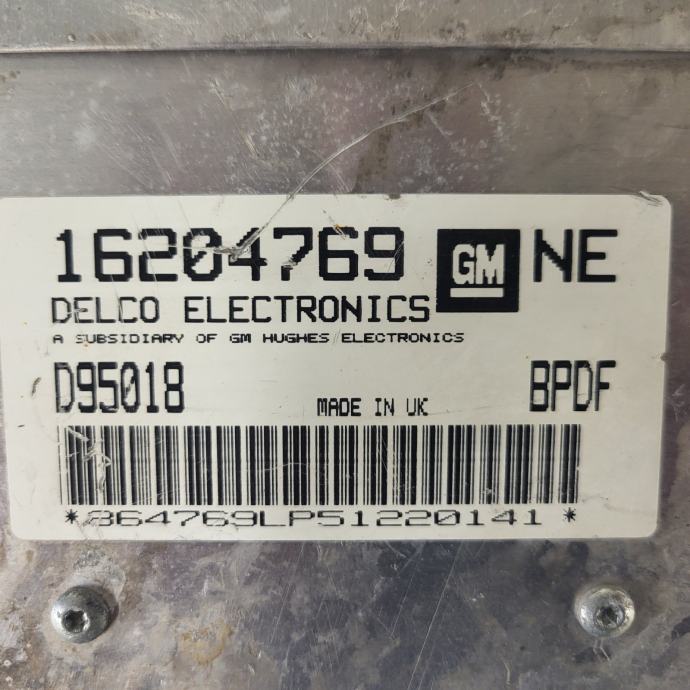 16204769 GM NE
DELCO ELECTRONICS
A SUBSIDIARY OF GM HUGHES ELECTRONICS
D95018 MADE IN UK BPDF
*864769LP51220141*